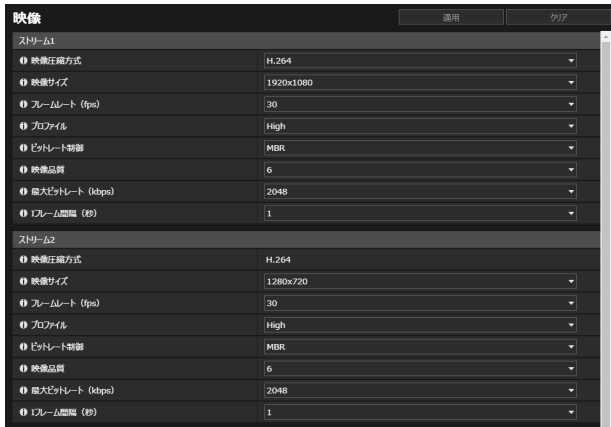 映像
適用 クリア
ストリーム1
映像圧縮方式 H.264
映像サイズ 1920x1080
フレームレート (fps) 30
プロファイル High
ビットレート制御 MBR
映像品質 6
最大ビットレート (kbps) 2048
Iフレーム間隔 (秒) 1
ストリーム2
映像圧縮方式 H.264
映像サイズ 1280x720
フレームレート (fps) 30
プロファイル High
ビットレート制御 MBR
映像品質 6
最大ビットレート (kbps) 2048
Iフレーム間隔 (秒) 1